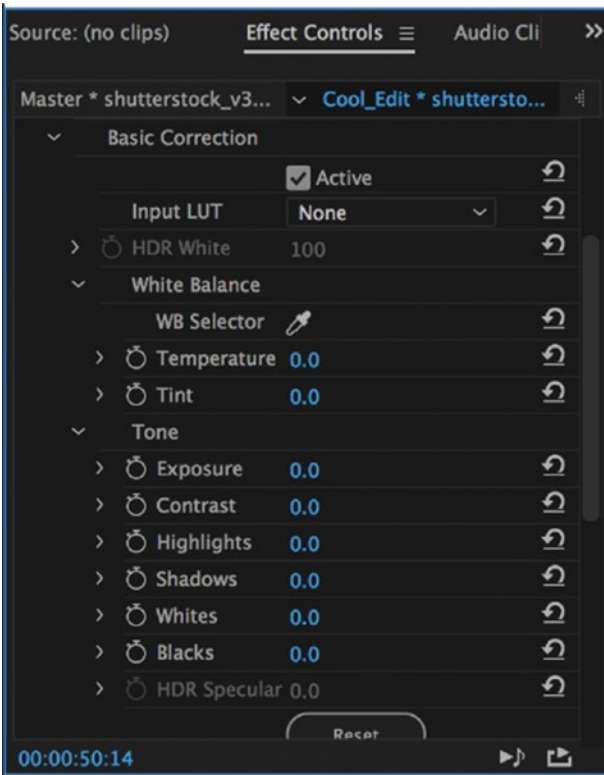 Source: (no clips) Effect Controls Audio Cli
Master * shutterstock_v3... Cool_Edit * shuttersto...
Basic Correction
Active
Input LUT None
HDR White 100
White Balance
WB Selector
Temperature 0.0
Tint 0.0
Tone
Exposure 0.0
Contrast 0.0
Highlights 0.0
Shadows 0.0
Whites 0.0
Blacks 0.0
HDR Specular 0.0
Reset
00:00:50:14